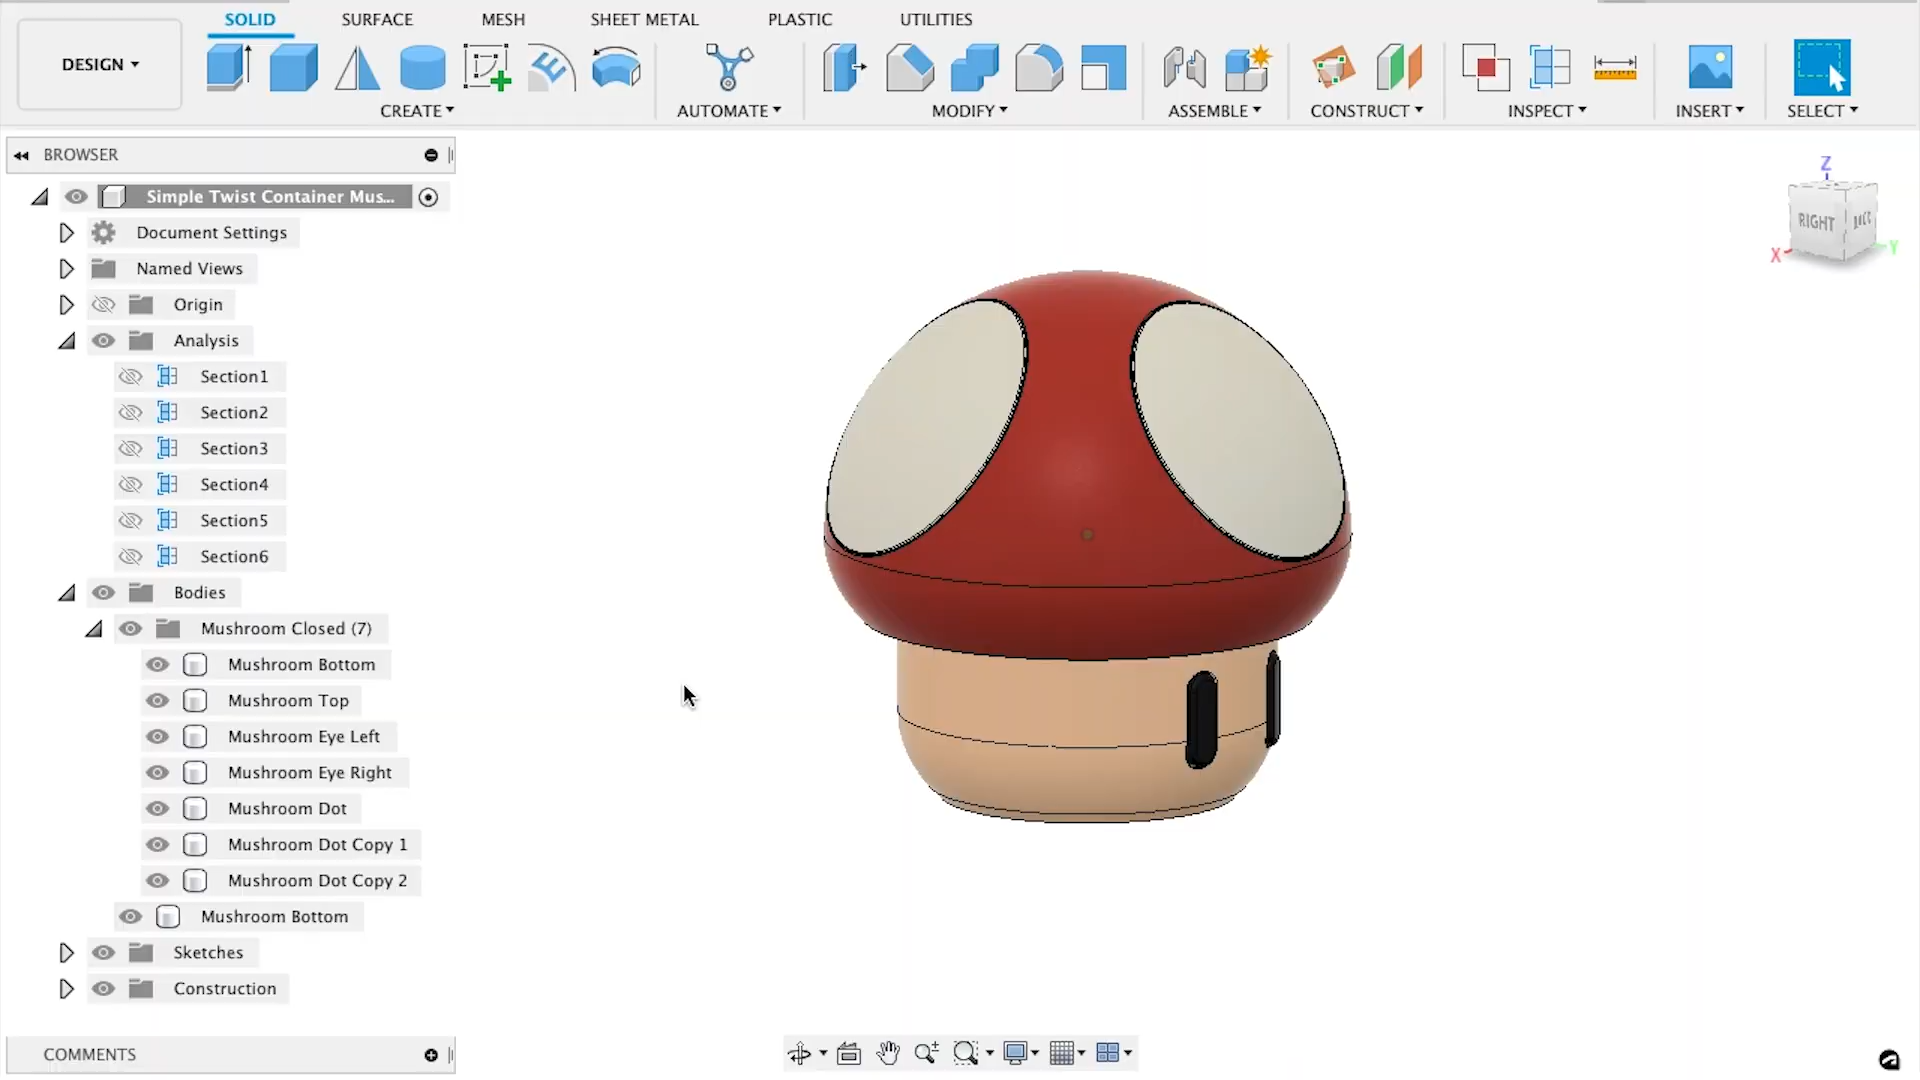 SOLID SURFACE MESH SHEET METAL PLASTIC UTILITIES
DESIGN
CREATE AUTOMATE MODIFY ASSEMBLE CONSTRUCT INSPECT INSERT SELECT
BROWSER
Simple Twist Container Mus...
Document Settings
Named Views
Origin
Analysis
Section1
Section2
Section3
Section4
Section5
Section6
Bodies
Mushroom Closed (7)
Mushroom Bottom
Mushroom Top
Mushroom Eye Left
Mushroom Eye Right
Mushroom Dot
Mushroom Dot Copy 1
Mushroom Dot Copy 2
Mushroom Bottom
Sketches
Construction
COMMENTS
Z
RIGHT
X
Y